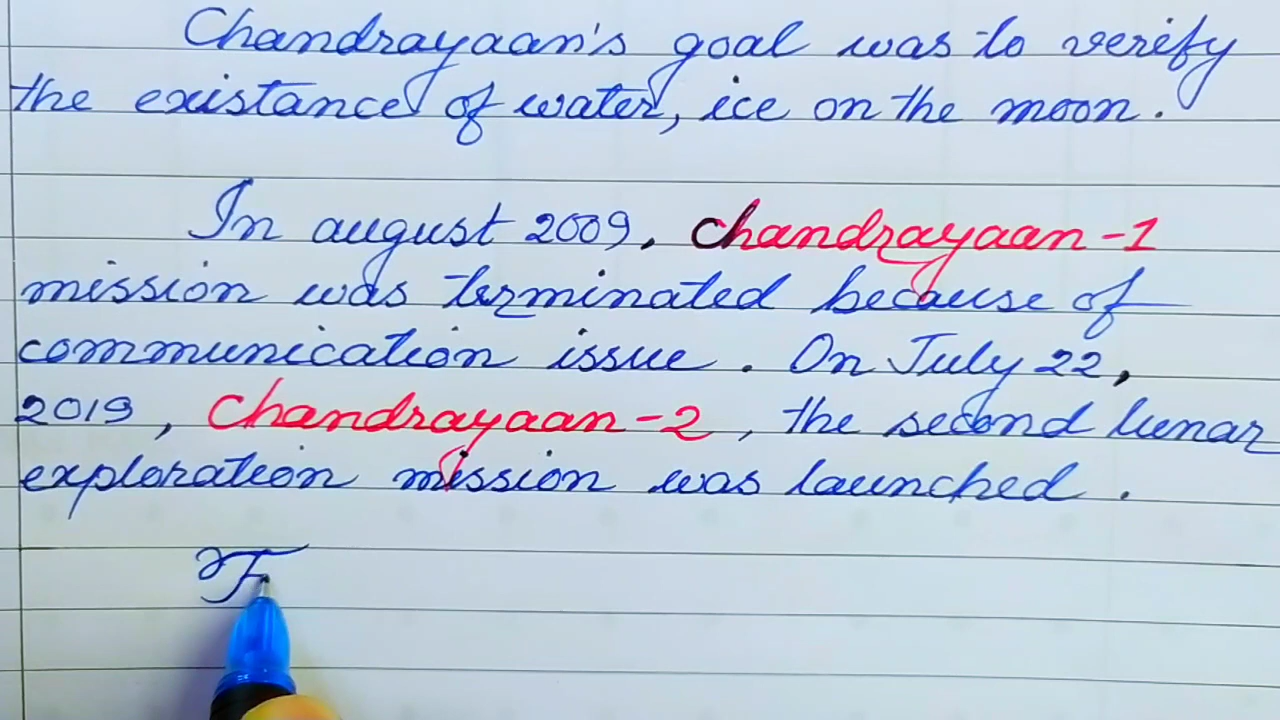 Chandrayaan's goal was to verify
the existance of water, ice on the moon.
In august 2009, Chandrayaan-1
mission was terminated because of
communication issue. On July 22,
2019, Chandrayaan-2, the second lunar
exploration mission was launched.
F